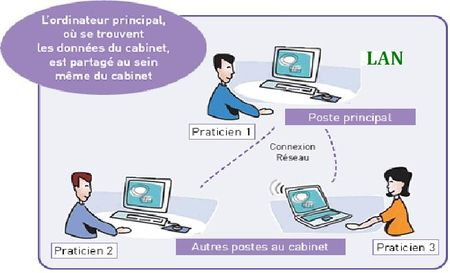 L'ordinateur principal,
où se trouvent
les données du cabinet,
est partagé au sein
même du cabinet
LAN
Praticien 1
Poste principal
Connexion
Réseau
Praticien 2
Autres postes au cabinet
Praticien 3